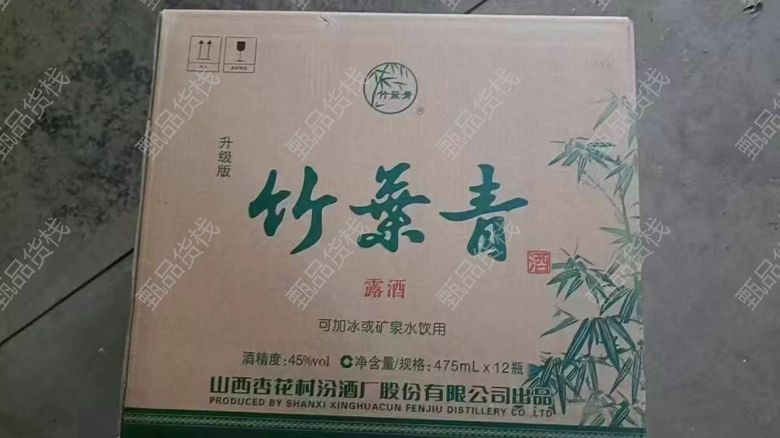 竹葉青
®
升级版
竹葉青
酒
露酒
可加冰或矿泉水饮用
酒精度:45%vol 净含量/规格:475mL x 12瓶
山西杏花村汾酒厂股份有限公司出品
PRODUCED BY SHANXI XINGHUACUN FENJIU DISTILLERY CO.,LTD
甄品货栈